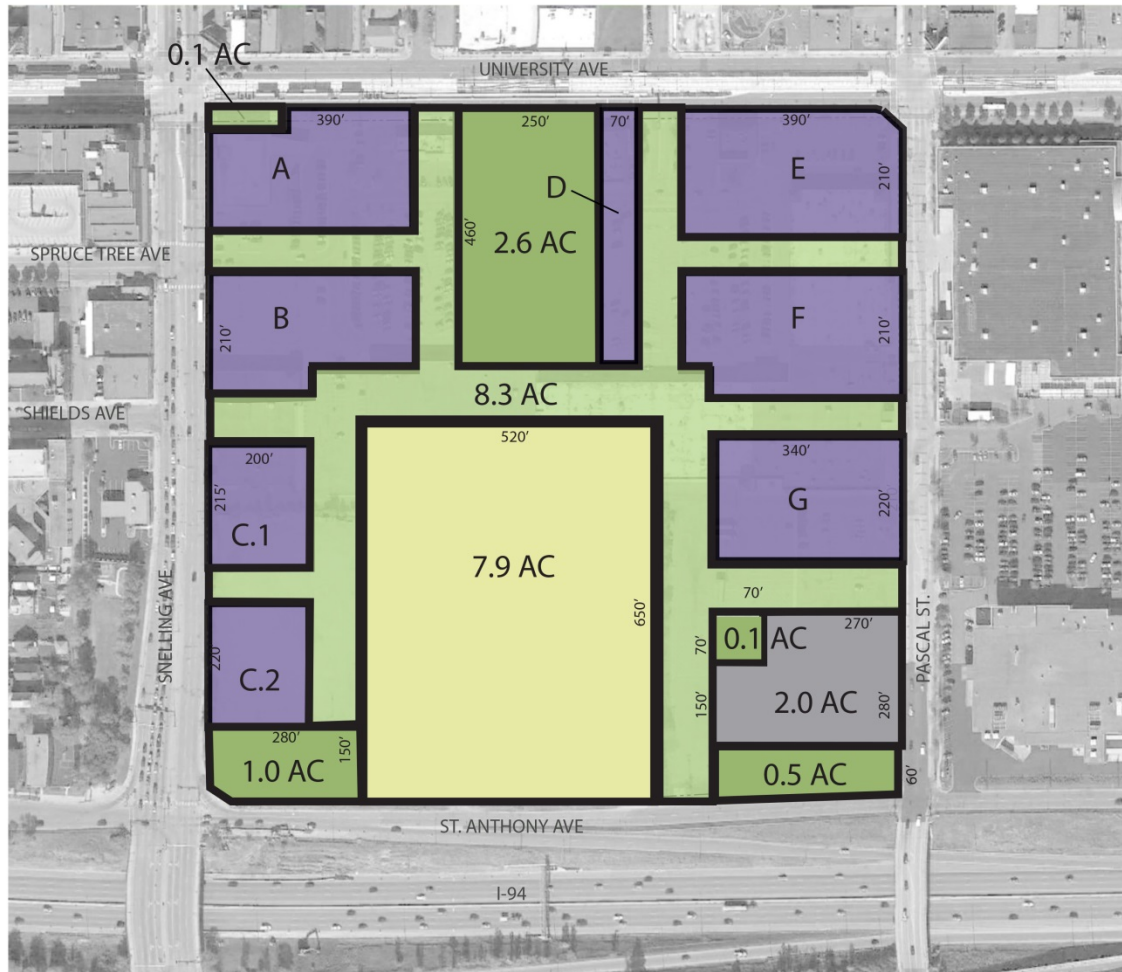 0.1 AC
UNIVERSITY AVE
390’
250’
70’
390’
A
D
E
210’
460’
2.6 AC
SPRUCE TREE AVE
B
F
210’
210’
8.3 AC
SHIELDS AVE
520’
200’
340’
215’
G
220’
C.1
7.9 AC
70’
650’
270’
SNELLING AVE
PASCAL ST.
220
0.1 AC
70’
C.2
2.0 AC
150’
280’
280’
150’
1.0 AC
0.5 AC
60’
ST. ANTHONY AVE
I-94